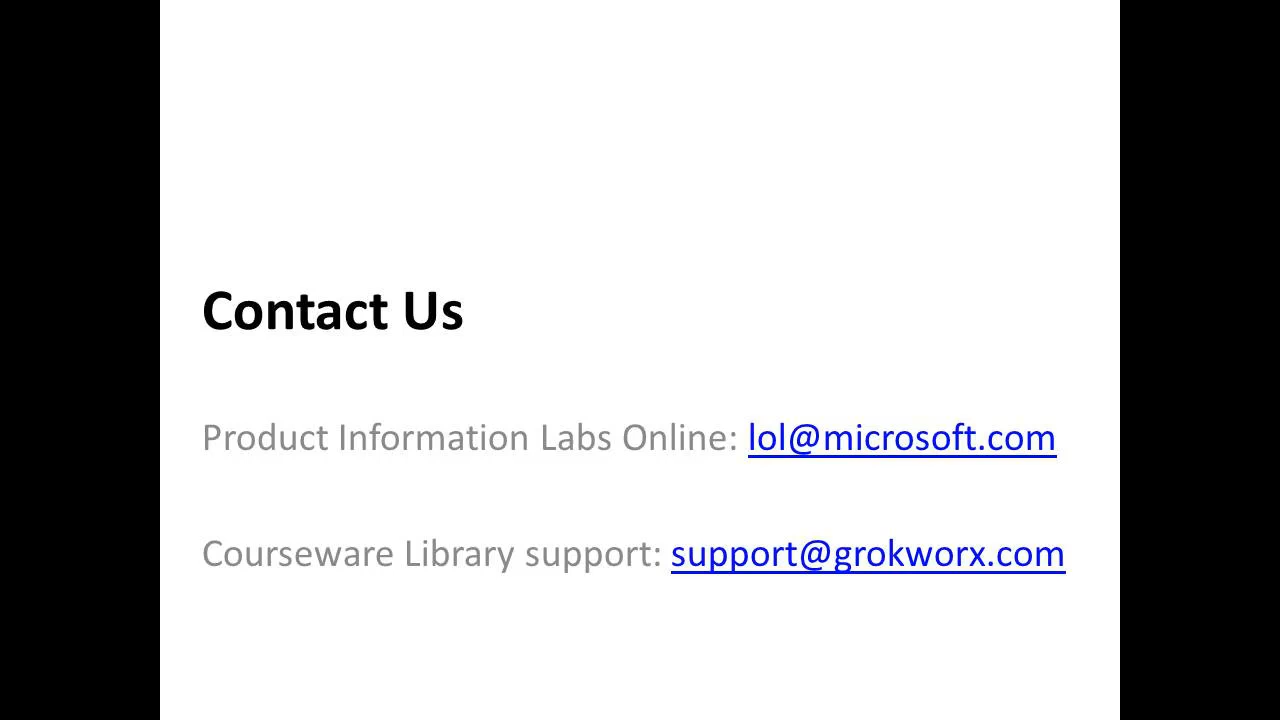 Contact Us
Product Information Labs Online: lol@microsoft.com
Courseware Library support: support@grokworx.com